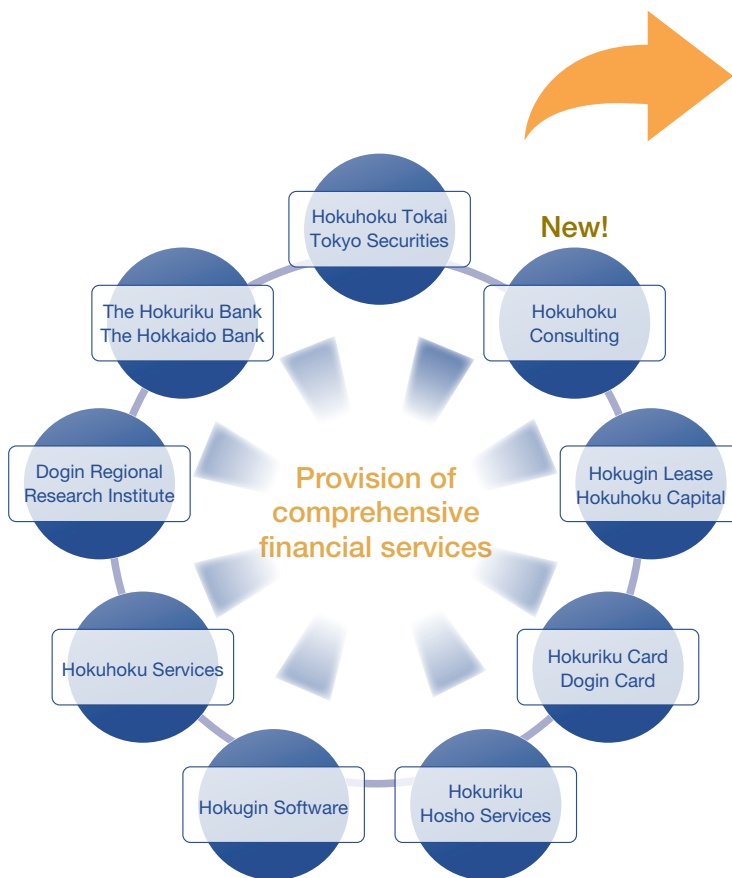 Hokuhoku Tokai
Tokyo Securities
New!
Hokuhoku
Consulting
The Hokuriku Bank
The Hokkaido Bank
Dogin Regional
Research Institute
Provision of
comprehensive
financial services
Hokugin Lease
Hokuhoku Capital
Hokuhoku Services
Hokuriku Card
Dogin Card
Hokugin Software
Hokuriku
Hosho Services